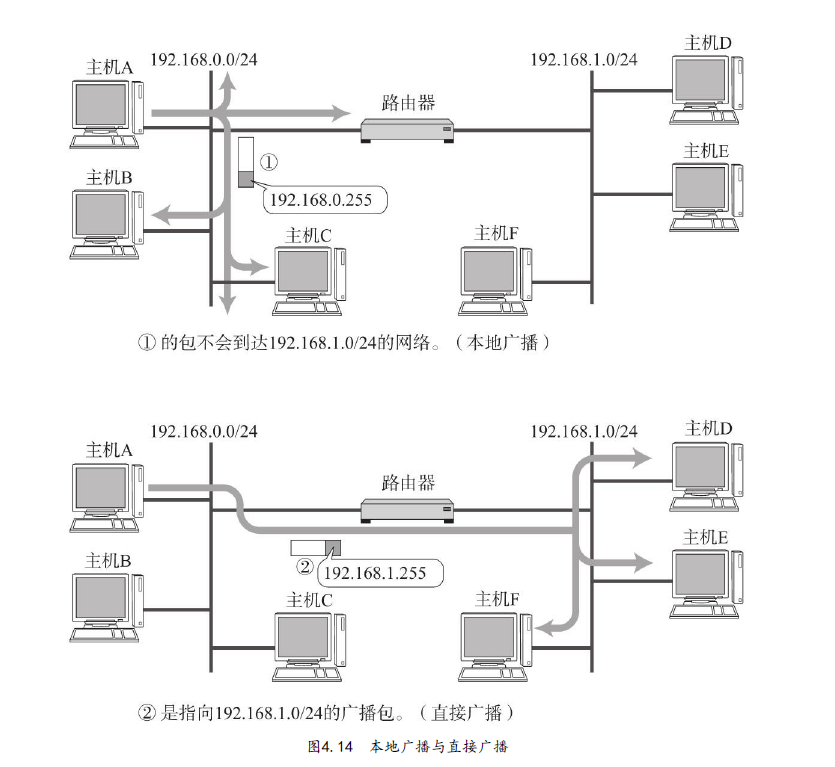 192.168.0.0/24
192.168.1.0/24
主机A
主机D
路由器
主机B
主机E
①
192.168.0.255
主机C
主机F
① 的包不会到达192.168.1.0/24的网络。（本地广播）
192.168.0.0/24
192.168.1.0/24
主机A
主机D
路由器
主机B
主机E
②
192.168.1.255
主机C
主机F
② 是指向192.168.1.0/24的广播包。（直接广播）
图4.14 本地广播与直接广播